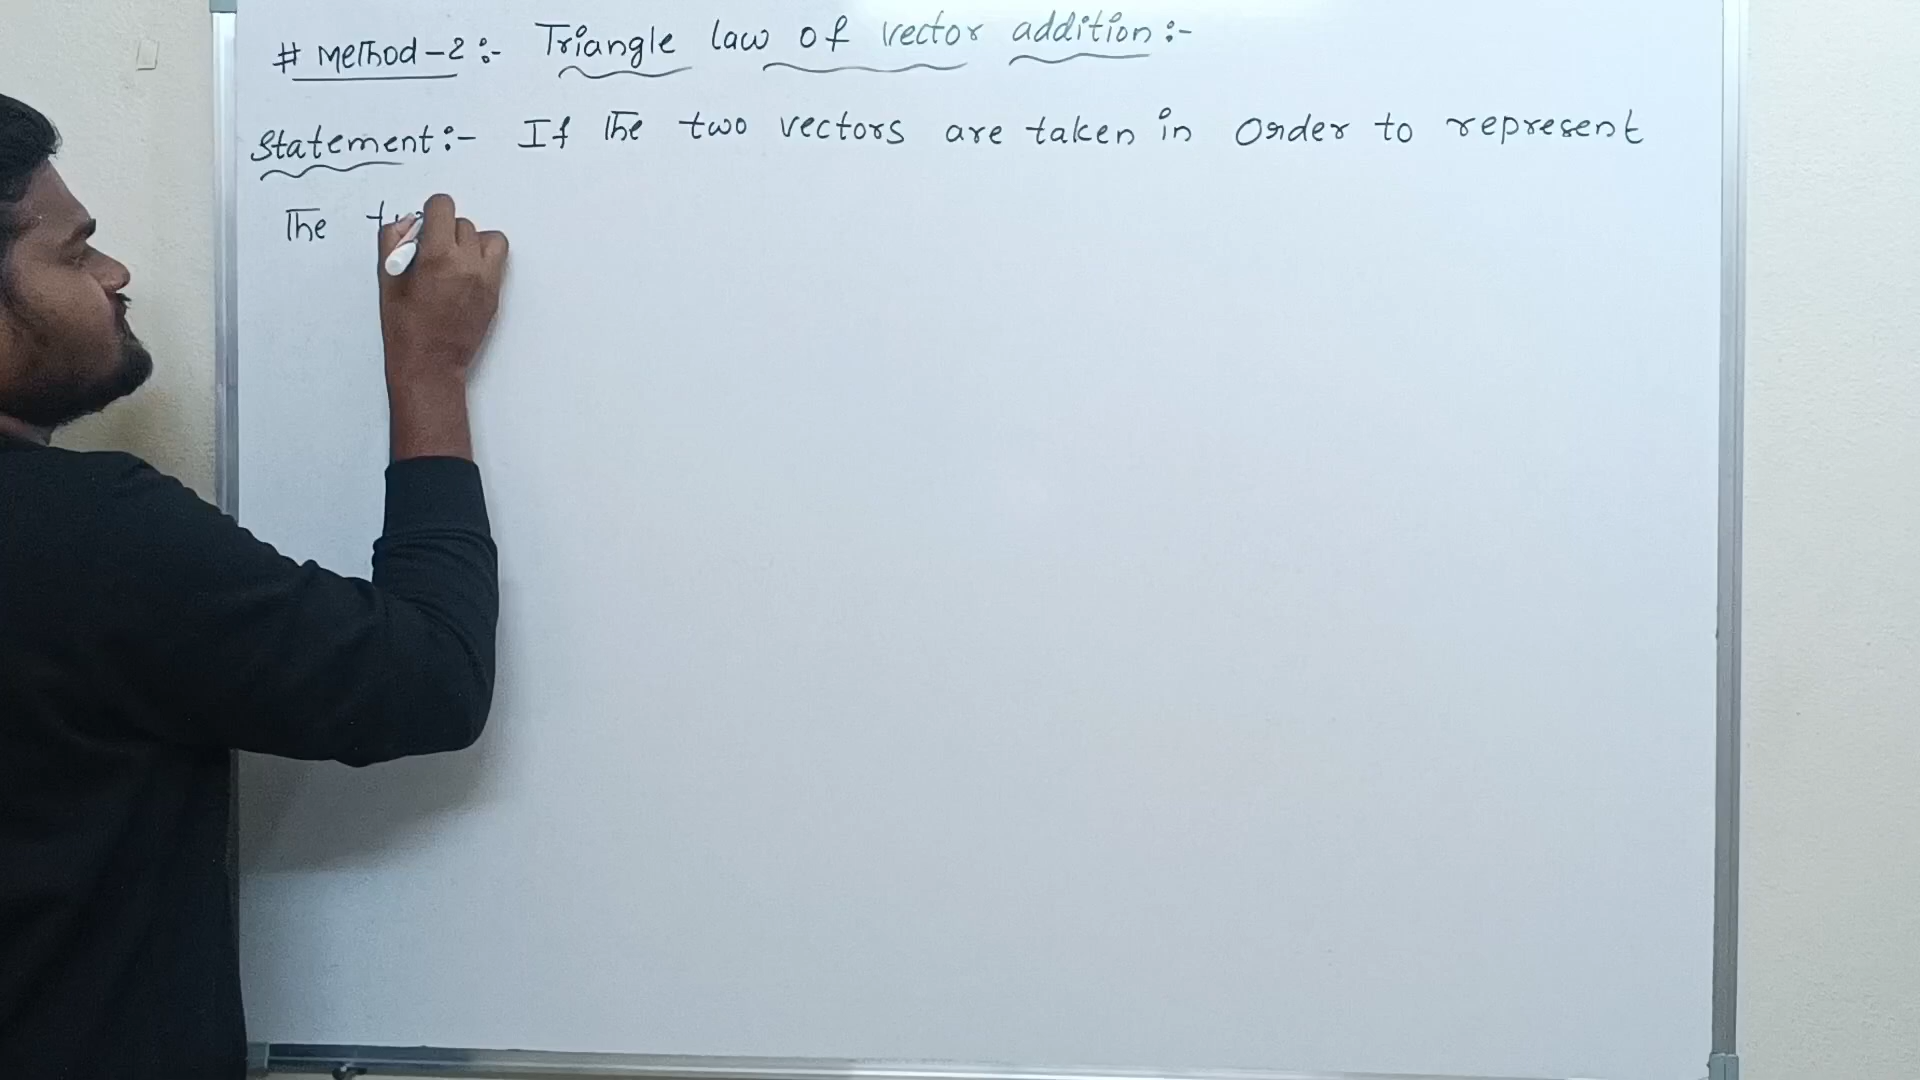 # Method-2:- Triangle law of vector addition:-
Statement:- If the two vectors are taken in order to represent
The